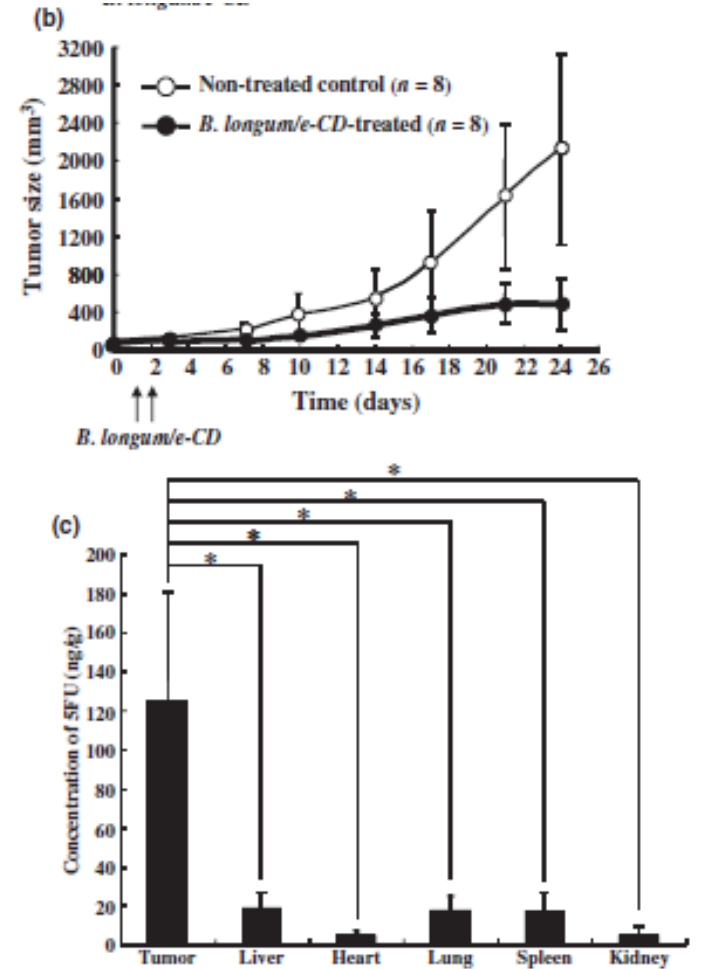 (b)
3200
2800
2400
2000
1600
1200
800
400
0
Tumor size (mm-3)
Non-treated control (n = 8)
B. longum/e-CD-treated (n = 8)
0 2 4 6 8 10 12 14 16 18 20 22 24 26
Time (days)
B. longum/e-CD
(c)
* * * * *
200
180
160
140
120
100
80
60
40
20
0
Concentration of 5FU (ng/g)
Tumor Liver Heart Lung Spleen Kidney